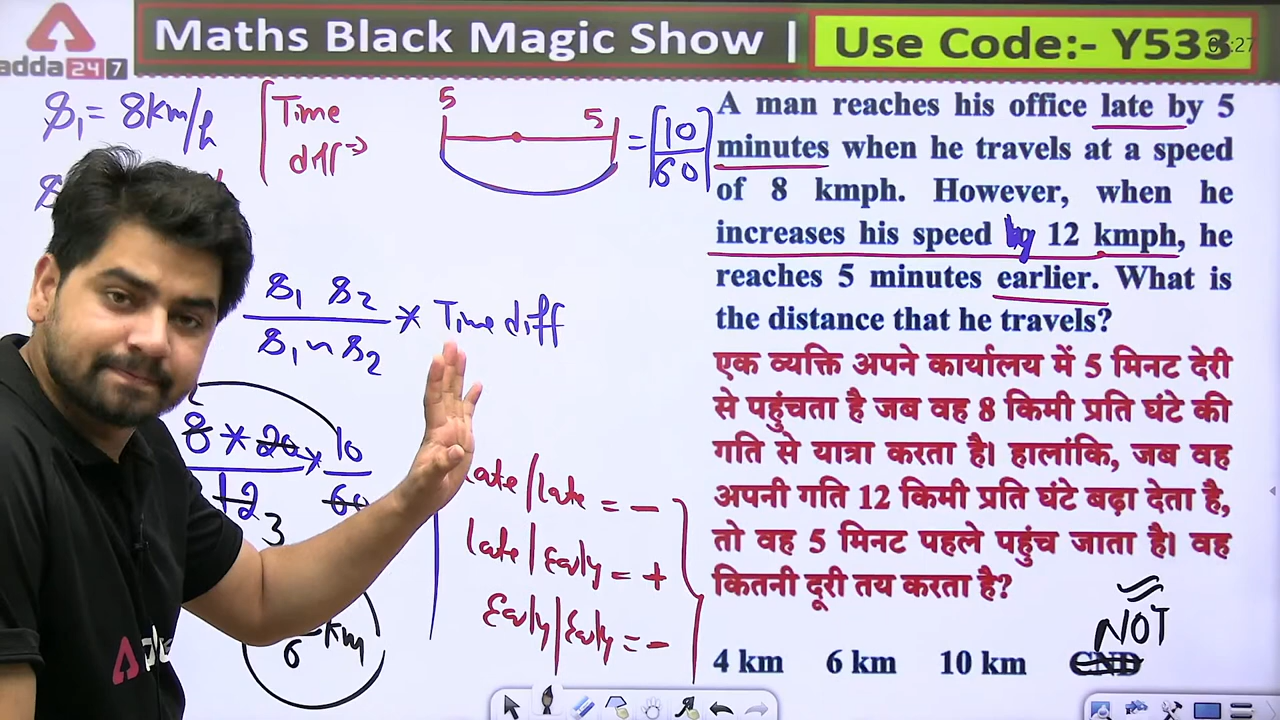 Maths Black Magic Show | Use Code:- Y533
adda247
S₁ = 8km/h
Time
diff ⇒
5 5 = 10/60
S₁ S₂
S₁ ~ S₂ * Time diff
8 * 20 * 10
12 3 60
km
late/late = -
late/Early = +
Early/Early = -
A man reaches his office late by 5
minutes when he travels at a speed
of 8 kmph. However, when he
increases his speed by 12 kmph, he
reaches 5 minutes earlier. What is
the distance that he travels?
एक व्यक्ति अपने कार्यालय में 5 मिनट देरी
से पहुंचता है जब वह 8 किमी प्रति घंटे की
गति से यात्रा करता है। हालांकि, जब वह
अपनी गति 12 किमी प्रति घंटे बढ़ा देता है,
तो वह 5 मिनट पहले पहुंच जाता है। वह
कितनी दूरी तय करता है?
NOT
4 km 6 km 10 km CND